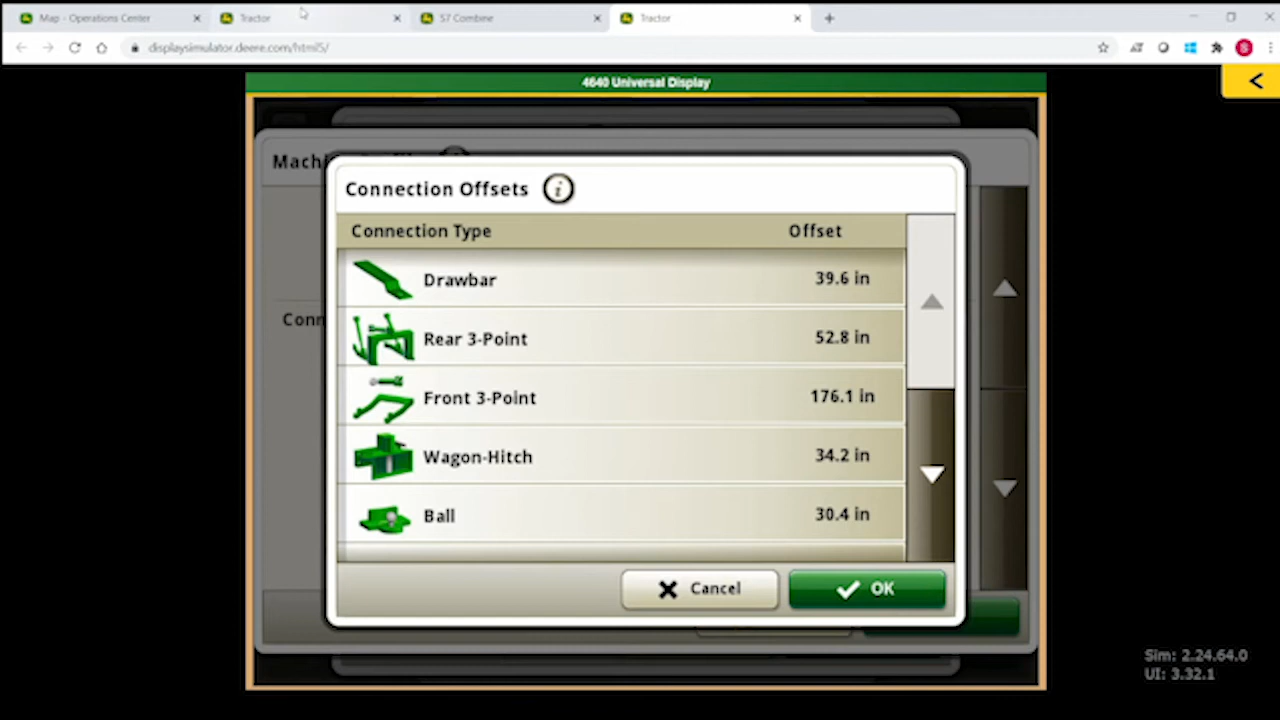 Map - Operations Center
Tractor
S7 Combine
Tractor
displaysimulator.deere.com/html5/
S
4640 Universal Display
Mach
Connection Offsets
Connection Type Offset
Drawbar 39.6 in
Rear 3-Point 52.8 in
Conn
Front 3-Point 176.1 in
Wagon-Hitch 34.2 in
Ball 30.4 in
Cancel OK
Sim: 2.24.64.0
UI: 3.32.1